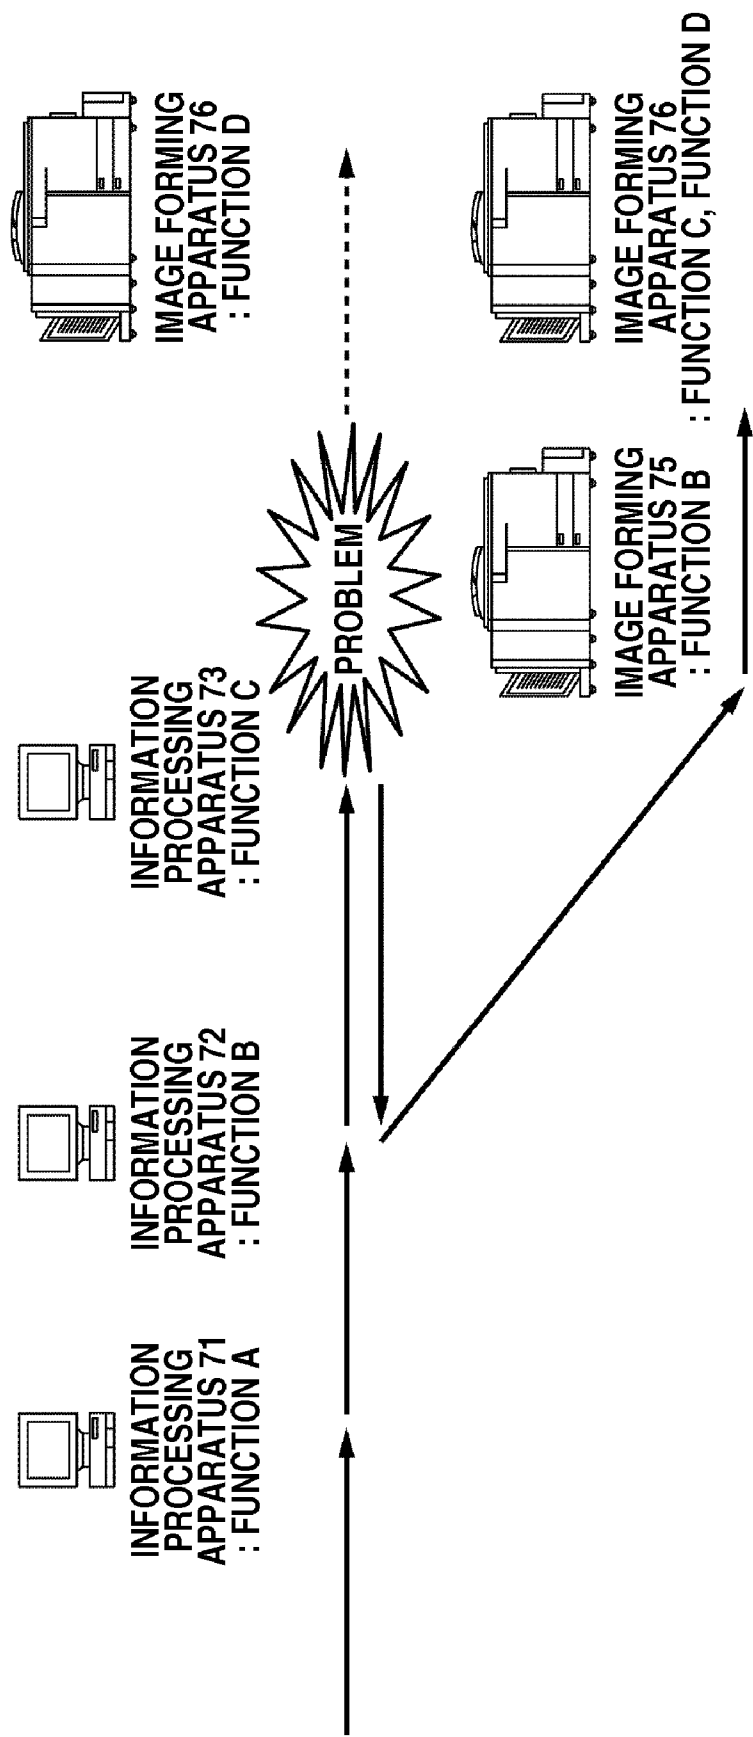 INFORMATION
PROCESSING
APPARATUS 71
: FUNCTION A
INFORMATION
PROCESSING
APPARATUS 72
: FUNCTION B
INFORMATION
PROCESSING
APPARATUS 73
: FUNCTION C
IMAGE FORMING
APPARATUS 76
: FUNCTION D
PROBLEM
IMAGE FORMING
APPARATUS 75
: FUNCTION B
IMAGE FORMING
APPARATUS 76
: FUNCTION C, FUNCTION D